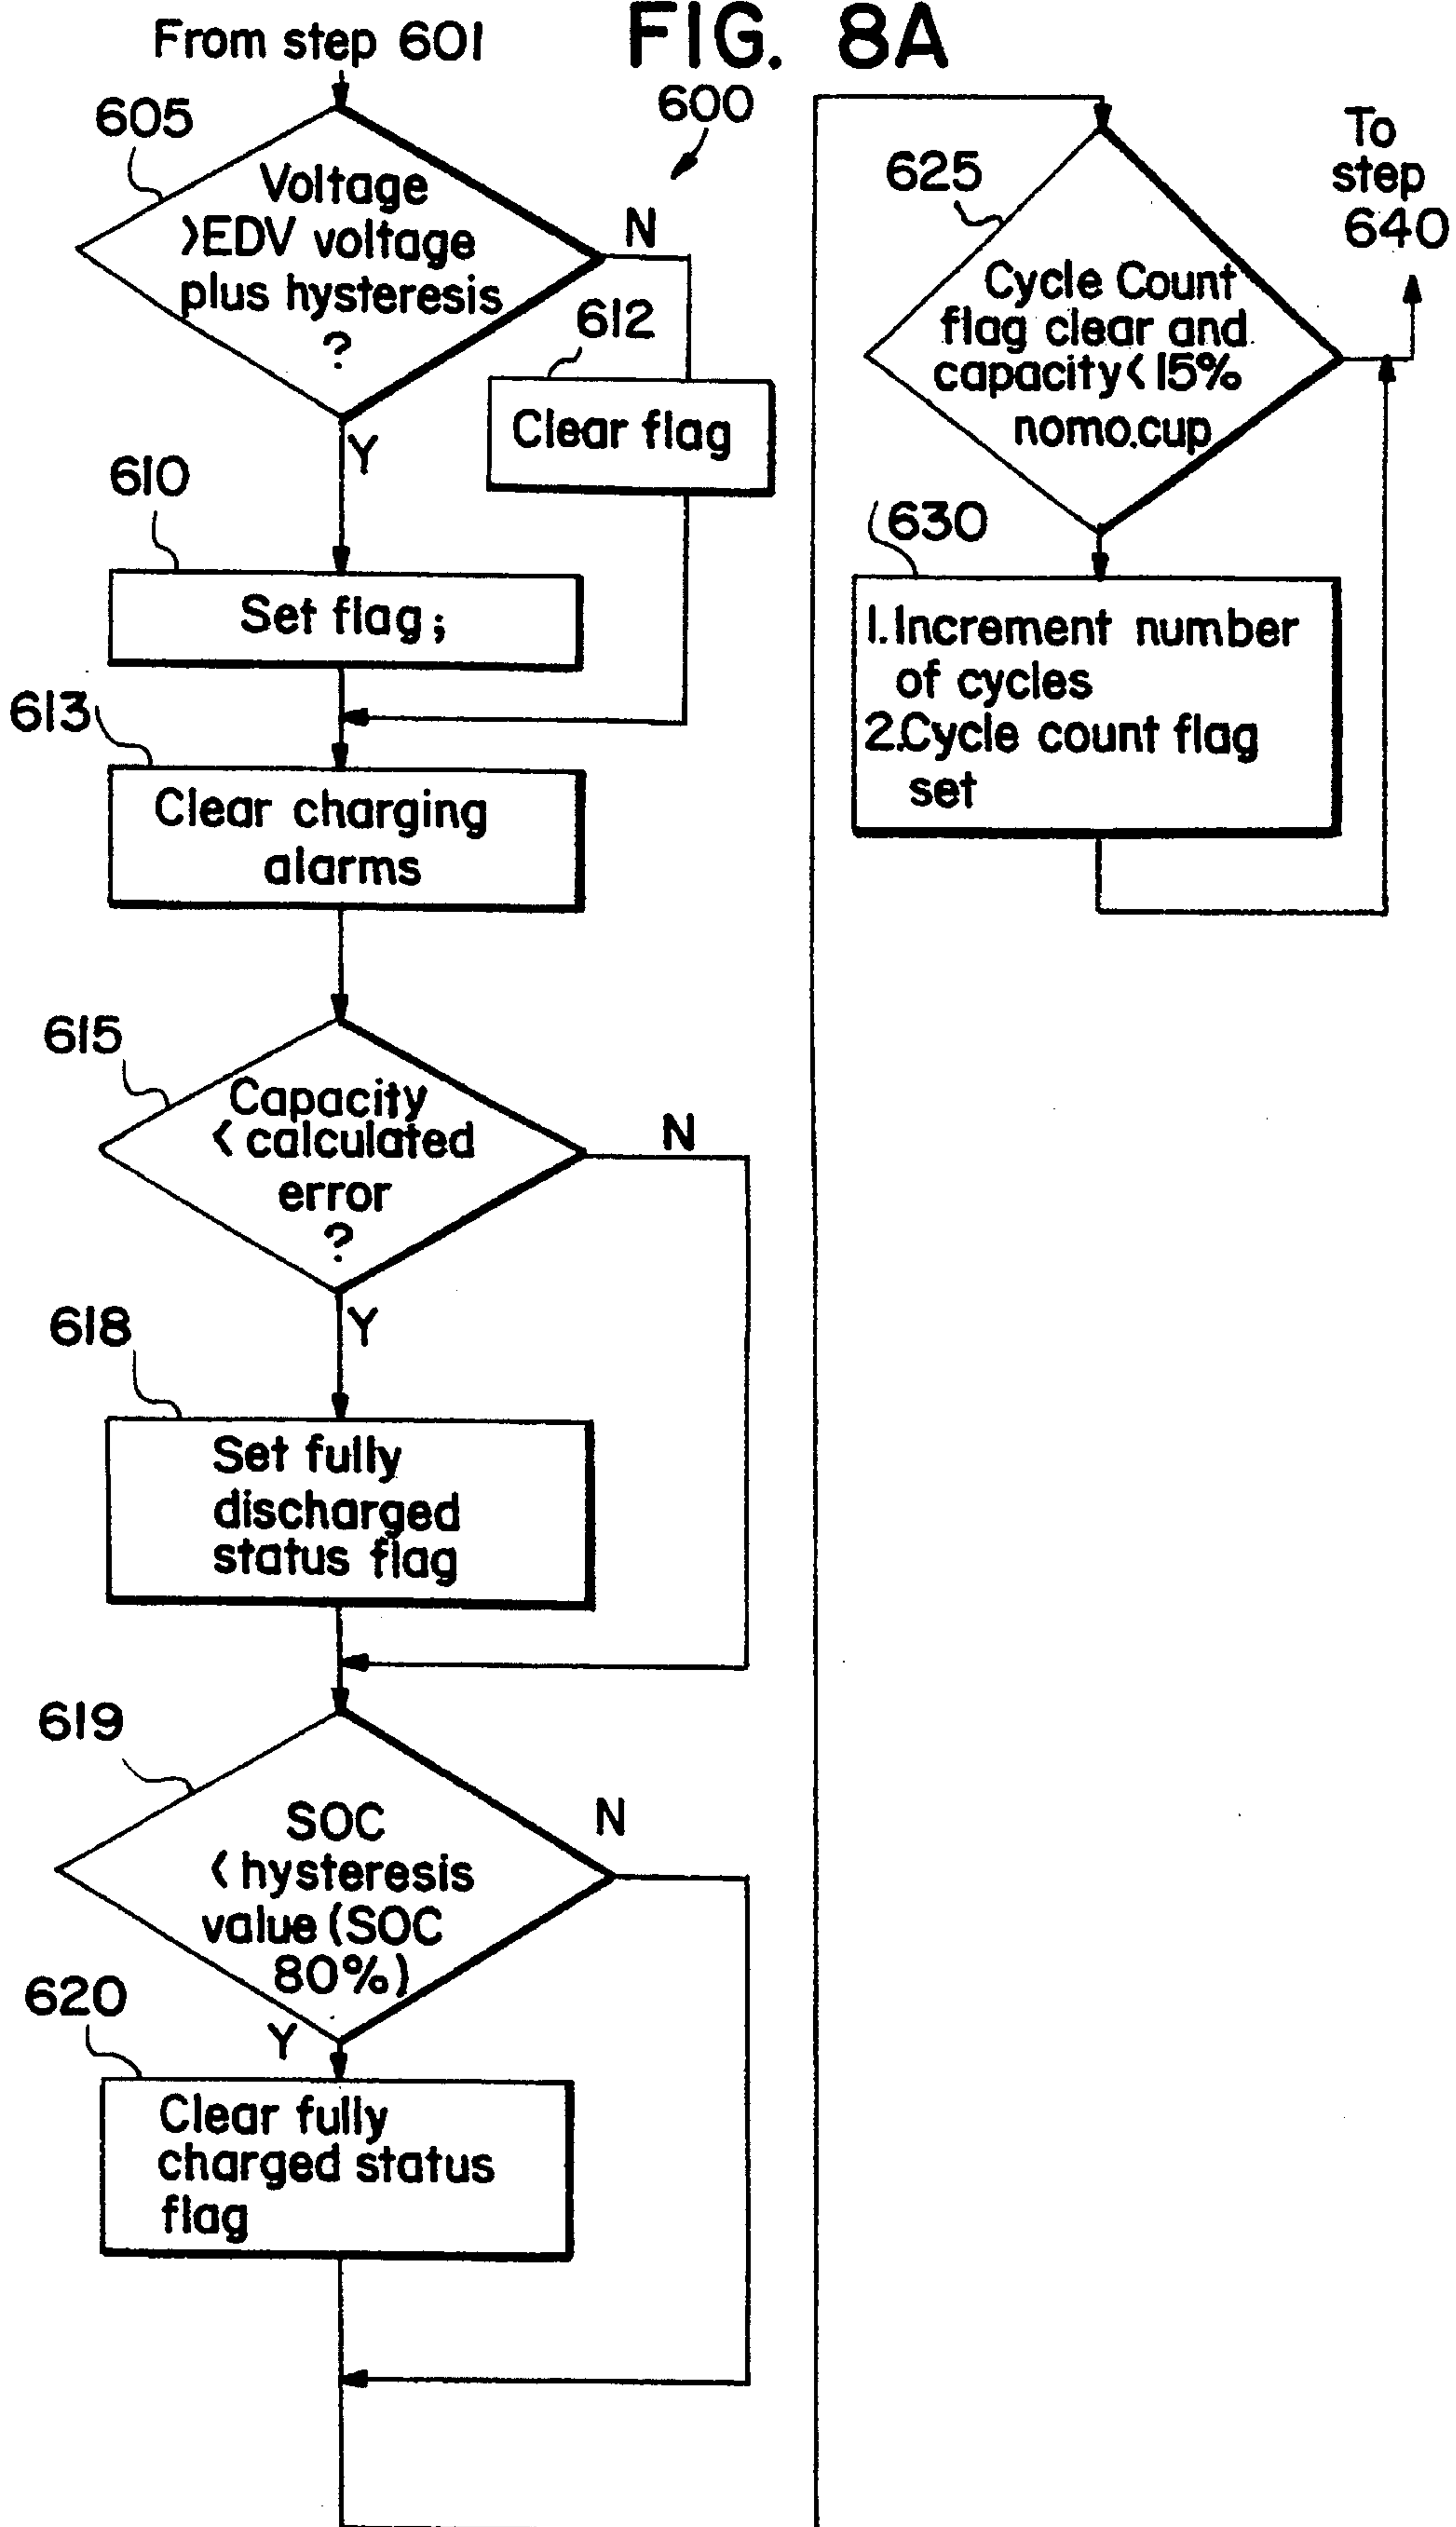 FIG. 8A
600
From step 601
605
Voltage
>EDV voltage
plus hysteresis
?
N
Y
612
Clear flag
610
Set flag;
613
Clear charging
alarms
615
Capacity
< calculated
error
?
N
Y
618
Set fully
discharged
status flag
619
SOC
< hysteresis
value (SOC
80%)
N
Y
620
Clear fully
charged status
flag
625
Cycle Count
flag clear and
capacity< 15%
nomo.cup
To
step
640
630
1. Increment number
of cycles
2.Cycle count flag
set